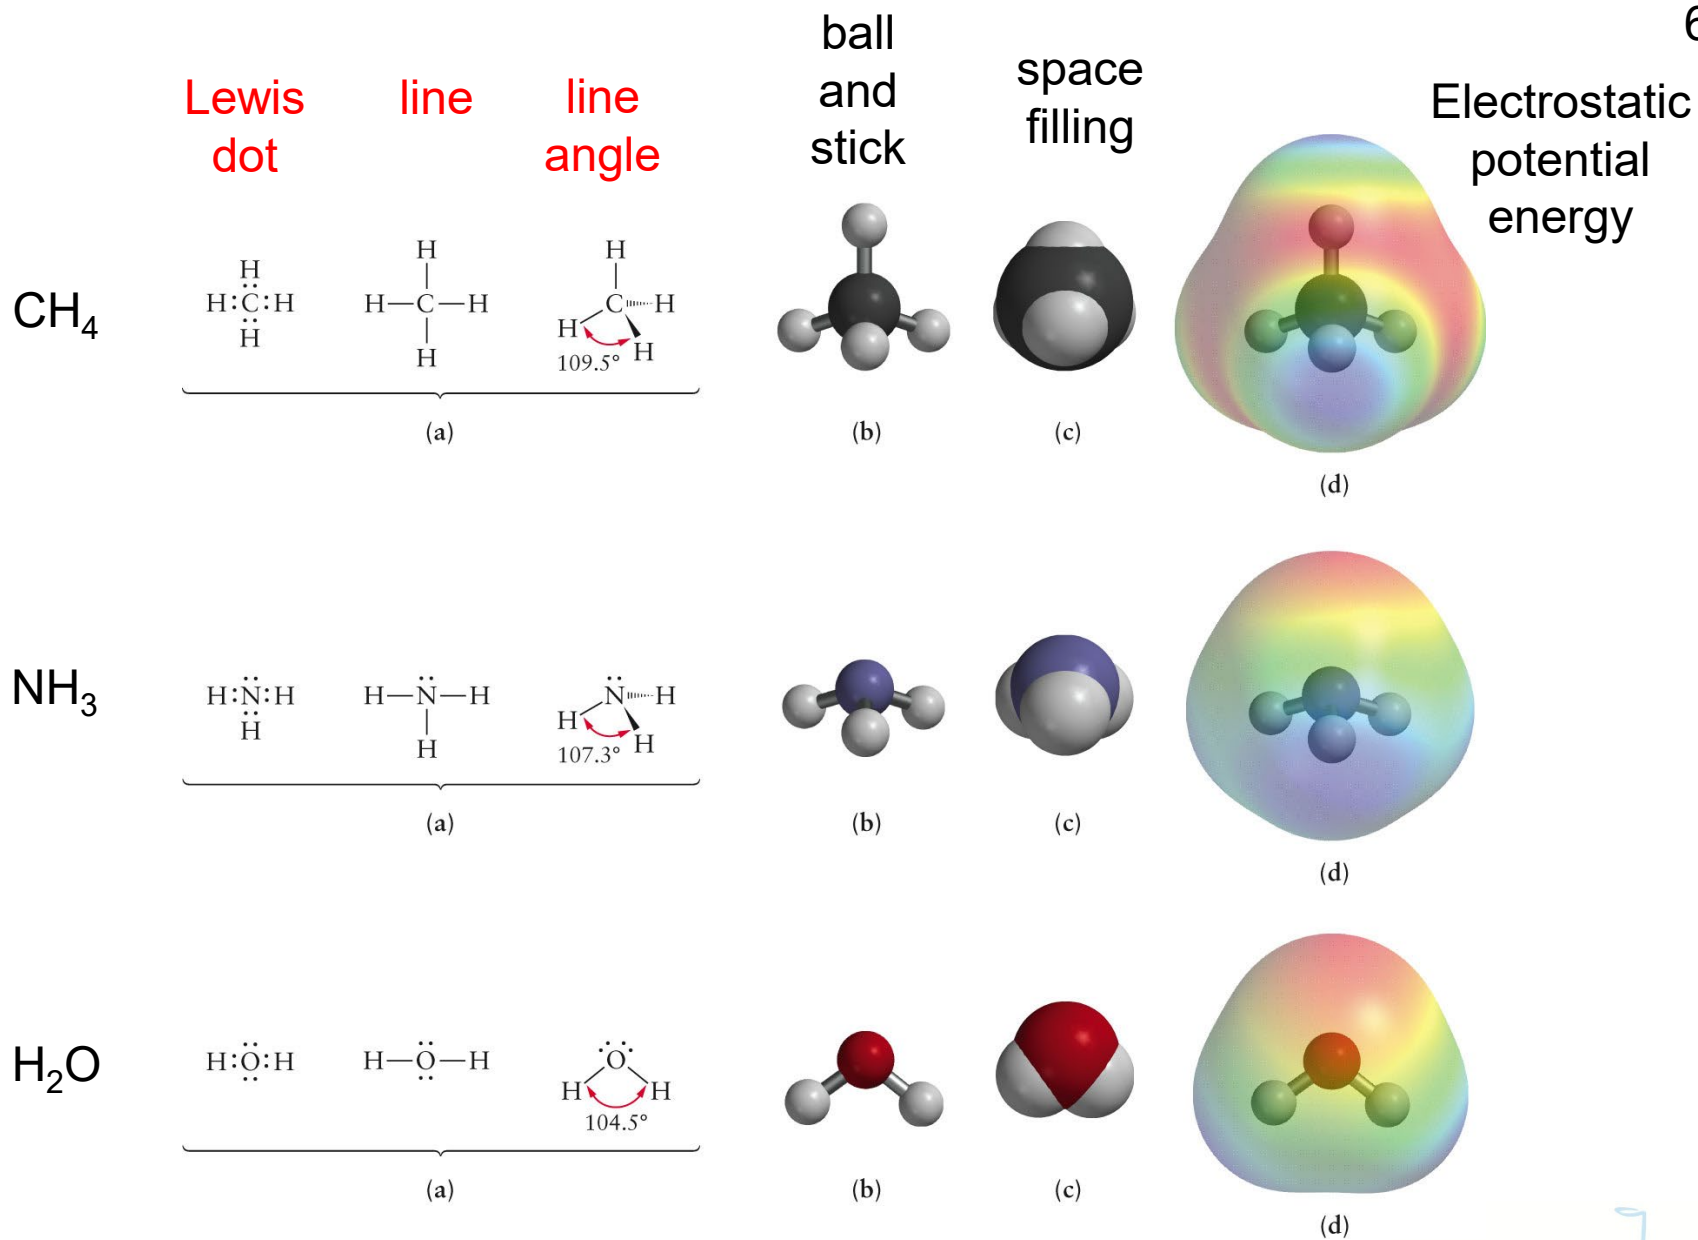 6
Lewis dot
line
line angle
ball and stick
space filling
Electrostatic potential energy
CH₄
H
H:C:H
H
H
H—C—H
H
H
C H
H
H
109.5°
(a)
(b)
(c)
(d)
NH₃
H:N:H
H
H—N—H
H
N H
H
H
107.3°
(a)
(b)
(c)
(d)
H₂O
H:O:H
H—O—H
O
H H
104.5°
(a)
(b)
(c)
(d)